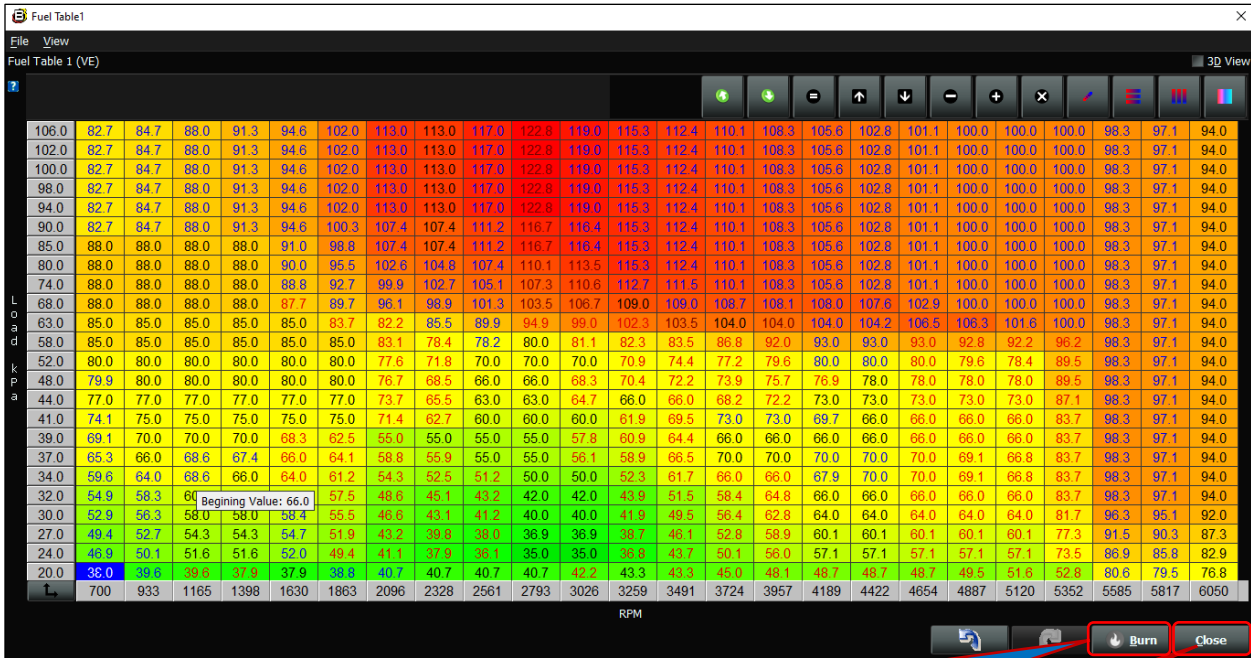 Fuel Table1
File View
Fuel Table 1 (VE) 3D View
106.0 82.7 84.7 88.0 91.3 94.6 102.0 113.0 113.0 117.0 122.8 119.0 115.3 112.4 110.1 108.3 105.6 102.8 101.1 100.0 100.0 100.0 98.3 97.1 94.0
102.0 82.7 84.7 88.0 91.3 94.6 102.0 113.0 113.0 117.0 122.8 119.0 115.3 112.4 110.1 108.3 105.6 102.8 101.1 100.0 100.0 100.0 98.3 97.1 94.0
100.0 82.7 84.7 88.0 91.3 94.6 102.0 113.0 113.0 117.0 122.8 119.0 115.3 112.4 110.1 108.3 105.6 102.8 101.1 100.0 100.0 100.0 98.3 97.1 94.0
98.0 82.7 84.7 88.0 91.3 94.6 102.0 113.0 113.0 117.0 122.8 119.0 115.3 112.4 110.1 108.3 105.6 102.8 101.1 100.0 100.0 100.0 98.3 97.1 94.0
94.0 82.7 84.7 88.0 91.3 94.6 102.0 113.0 113.0 117.0 122.8 119.0 115.3 112.4 110.1 108.3 105.6 102.8 101.1 100.0 100.0 100.0 98.3 97.1 94.0
90.0 82.7 84.7 88.0 91.3 94.6 100.3 107.4 107.4 111.2 116.7 116.4 115.3 112.4 110.1 108.3 105.6 102.8 101.1 100.0 100.0 100.0 98.3 97.1 94.0
85.0 88.0 88.0 88.0 88.0 91.0 98.8 107.4 107.4 111.2 116.7 116.4 115.3 112.4 110.1 108.3 105.6 102.8 101.1 100.0 100.0 100.0 98.3 97.1 94.0
80.0 88.0 88.0 88.0 88.0 90.0 95.5 102.6 104.8 107.4 110.1 113.5 115.3 112.4 110.1 108.3 105.6 102.8 101.1 100.0 100.0 100.0 98.3 97.1 94.0
74.0 88.0 88.0 88.0 88.0 88.8 92.7 99.9 102.7 105.1 107.3 110.6 112.7 111.5 110.1 108.3 105.6 102.8 101.1 100.0 100.0 100.0 98.3 97.1 94.0
68.0 88.0 88.0 88.0 88.0 87.7 89.7 96.1 98.9 101.3 103.5 106.7 109.0 109.0 108.7 108.1 108.0 107.6 102.9 100.0 100.0 100.0 98.3 97.1 94.0
63.0 85.0 85.0 85.0 85.0 85.0 83.7 82.2 85.5 89.9 94.9 99.0 102.3 103.5 104.0 104.0 104.0 104.2 106.5 106.3 101.6 100.0 98.3 97.1 94.0
58.0 85.0 85.0 85.0 85.0 85.0 85.0 83.1 78.4 78.2 80.0 81.1 82.3 83.5 86.8 92.0 93.0 93.0 93.0 92.8 92.2 96.2 98.3 97.1 94.0
52.0 80.0 80.0 80.0 80.0 80.0 80.0 77.6 71.8 70.0 70.0 70.0 70.9 74.4 77.2 79.6 80.0 80.0 80.0 79.6 78.4 89.5 98.3 97.1 94.0
48.0 79.9 80.0 80.0 80.0 80.0 80.0 76.7 68.5 66.0 66.0 68.3 70.4 72.2 73.9 75.7 76.9 78.0 78.0 78.0 78.0 89.5 98.3 97.1 94.0
44.0 77.0 77.0 77.0 77.0 77.0 77.0 73.7 65.5 63.0 63.0 64.7 66.0 66.0 68.2 72.2 73.0 73.0 73.0 73.0 73.0 87.1 98.3 97.1 94.0
41.0 74.1 75.0 75.0 75.0 75.0 75.0 71.4 62.7 60.0 60.0 60.0 61.9 69.5 73.0 73.0 69.7 66.0 66.0 66.0 66.0 83.7 98.3 97.1 94.0
39.0 69.1 70.0 70.0 70.0 68.3 62.5 55.0 55.0 55.0 55.0 57.8 60.9 64.4 66.0 66.0 66.0 66.0 66.0 66.0 66.0 83.7 98.3 97.1 94.0
37.0 65.3 66.0 68.6 67.4 66.0 64.1 58.8 55.9 55.0 55.0 56.1 58.9 66.5 70.0 70.0 70.0 70.0 70.0 69.1 66.8 83.7 98.3 97.1 94.0
34.0 59.6 64.0 68.6 66.0 64.0 61.2 54.3 52.5 51.2 50.0 50.0 52.3 61.7 66.0 66.0 67.9 70.0 70.0 69.1 66.8 83.7 98.3 97.1 94.0
32.0 54.9 58.3 60 Begining Value: 66.0 57.5 48.6 45.1 43.2 42.0 42.0 43.9 51.5 58.4 64.8 66.0 66.0 66.0 66.0 66.0 83.7 98.3 97.1 94.0
30.0 52.9 56.3 58.0 58.0 58.4 55.5 46.6 43.1 41.2 40.0 40.0 41.9 49.5 56.4 62.8 64.0 64.0 64.0 64.0 64.0 81.7 96.3 95.1 92.0
27.0 49.4 52.7 54.3 54.3 54.7 51.9 43.2 39.8 38.0 36.9 36.9 38.7 46.1 52.8 58.9 60.1 60.1 60.1 60.1 60.1 77.3 91.5 90.3 87.3
24.0 46.9 50.1 51.6 51.6 52.0 49.4 41.1 37.9 36.1 35.0 35.0 36.8 43.7 50.1 56.0 57.1 57.1 57.1 57.1 57.1 73.5 86.9 85.8 82.9
20.0 38.0 39.6 39.6 37.9 37.9 38.8 40.7 40.7 40.7 40.7 42.2 43.3 43.3 45.0 48.1 48.7 48.7 48.7 49.5 51.6 52.8 80.6 79.5 76.8
700 933 1165 1398 1630 1863 2096 2328 2561 2793 3026 3259 3491 3724 3957 4189 4422 4654 4887 5120 5352 5585 5817 6050
Load kPa
RPM
Burn Close